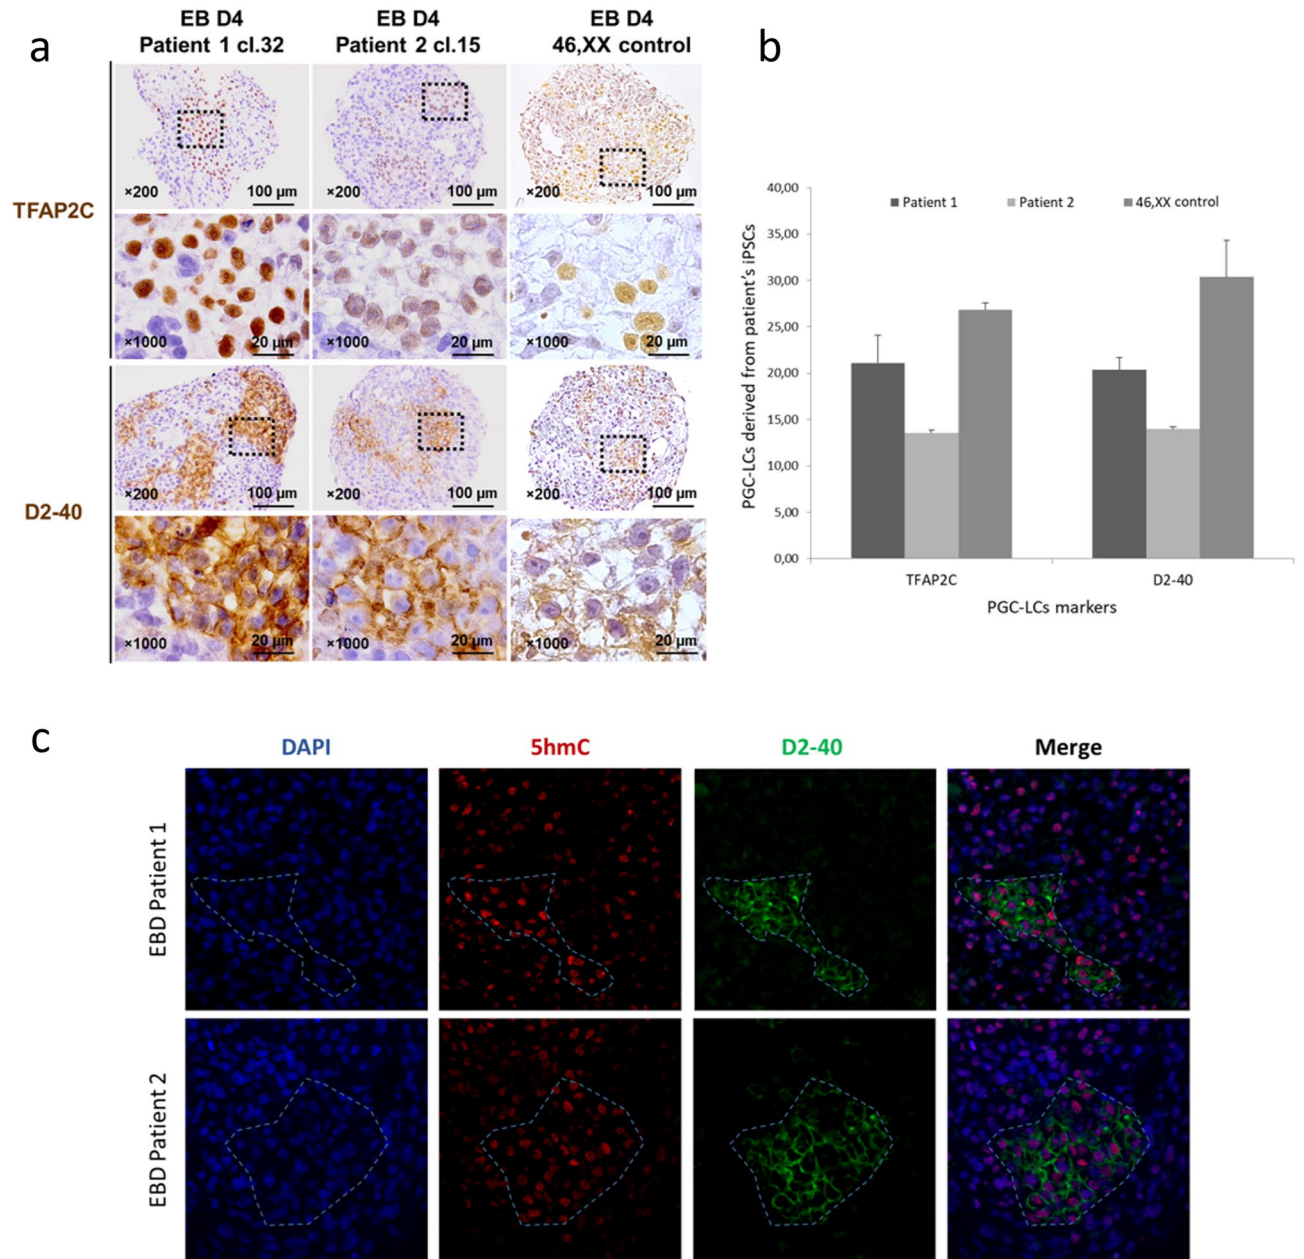 a
EB D4
Patient 1 cl.32
EB D4
Patient 2 cl.15
EB D4
46,XX control
TFAP2C
×200
100 µm
×200
100 µm
×200
100 µm
×1000
20 µm
×1000
20 µm
×1000
20 µm
D2-40
×200
100 µm
×200
100 µm
×200
100 µm
×1000
20 µm
×1000
20 µm
×1000
20 µm
b
PGC-LCs derived from patient's iPSCs
40,00
35,00
30,00
25,00
20,00
15,00
10,00
5,00
0,00
Patient 1
Patient 2
46,XX control
TFAP2C
D2-40
PGC-LCs markers
c
DAPI
5hmC
D2-40
Merge
EBD Patient 1
EBD Patient 2